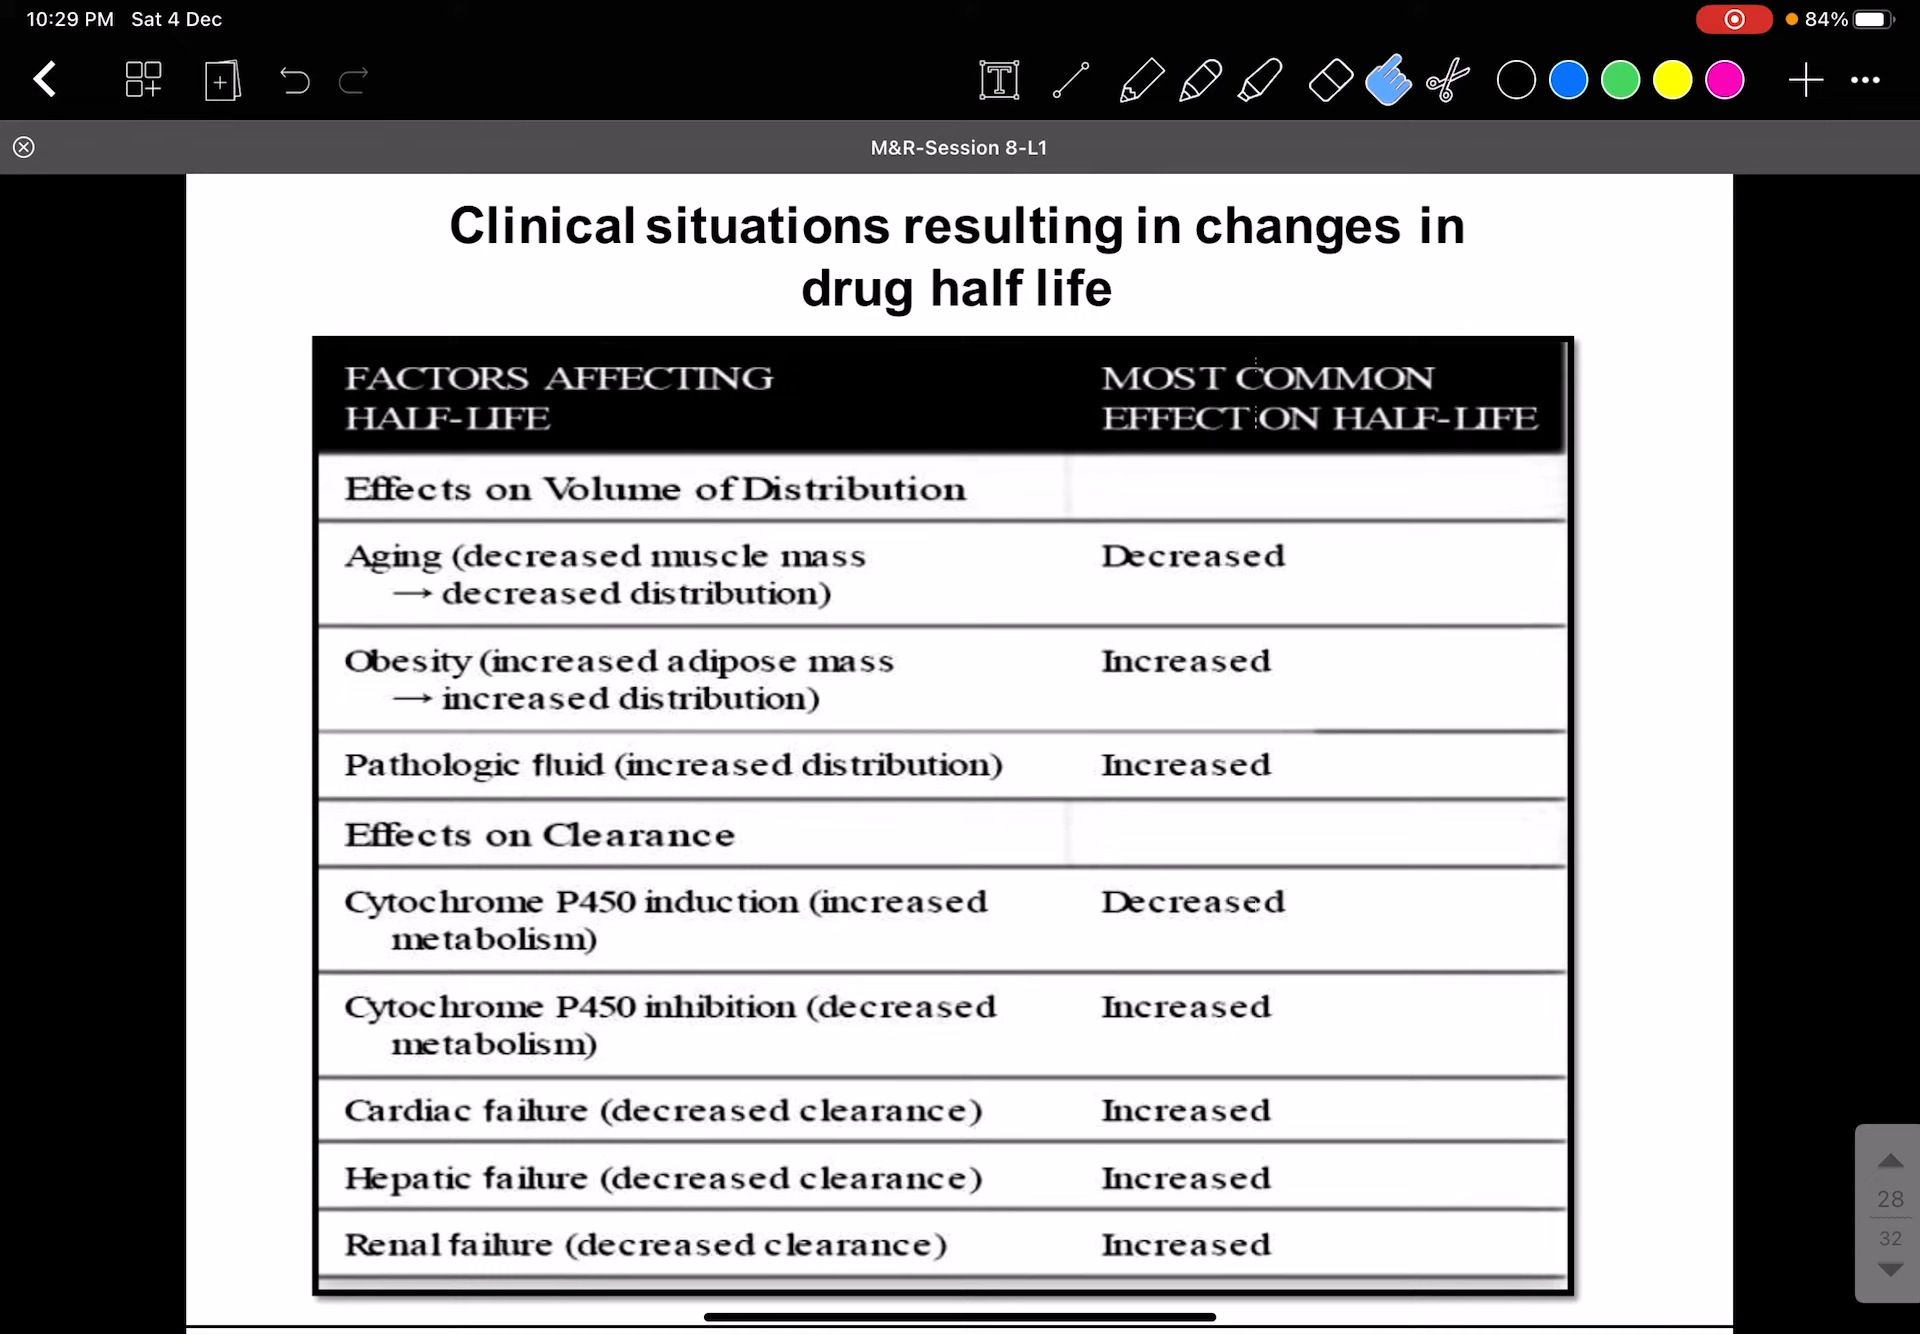 10:29 PM Sat 4 Dec
84%
T
M&R-Session 8-L1
Clinical situations resulting in changes in
drug half life
FACTORS AFFECTING
HALF-LIFE
MOST COMMON
EFFECT ON HALF-LIFE
Effects on Volume of Distribution
Aging (decreased muscle mass
→ decreased distribution)
Decreased
Obesity (increased adipose mass
→ increased distribution)
Increased
Pathologic fluid (increased distribution)
Increased
Effects on Clearance
Cytochrome P450 induction (increased
metabolism)
Decreased
Cytochrome P450 inhibition (decreased
metabolism)
Increased
Cardiac failure (decreased clearance)
Increased
Hepatic failure (decreased clearance)
Increased
Renal failure (decreased clearance)
Increased
28
32